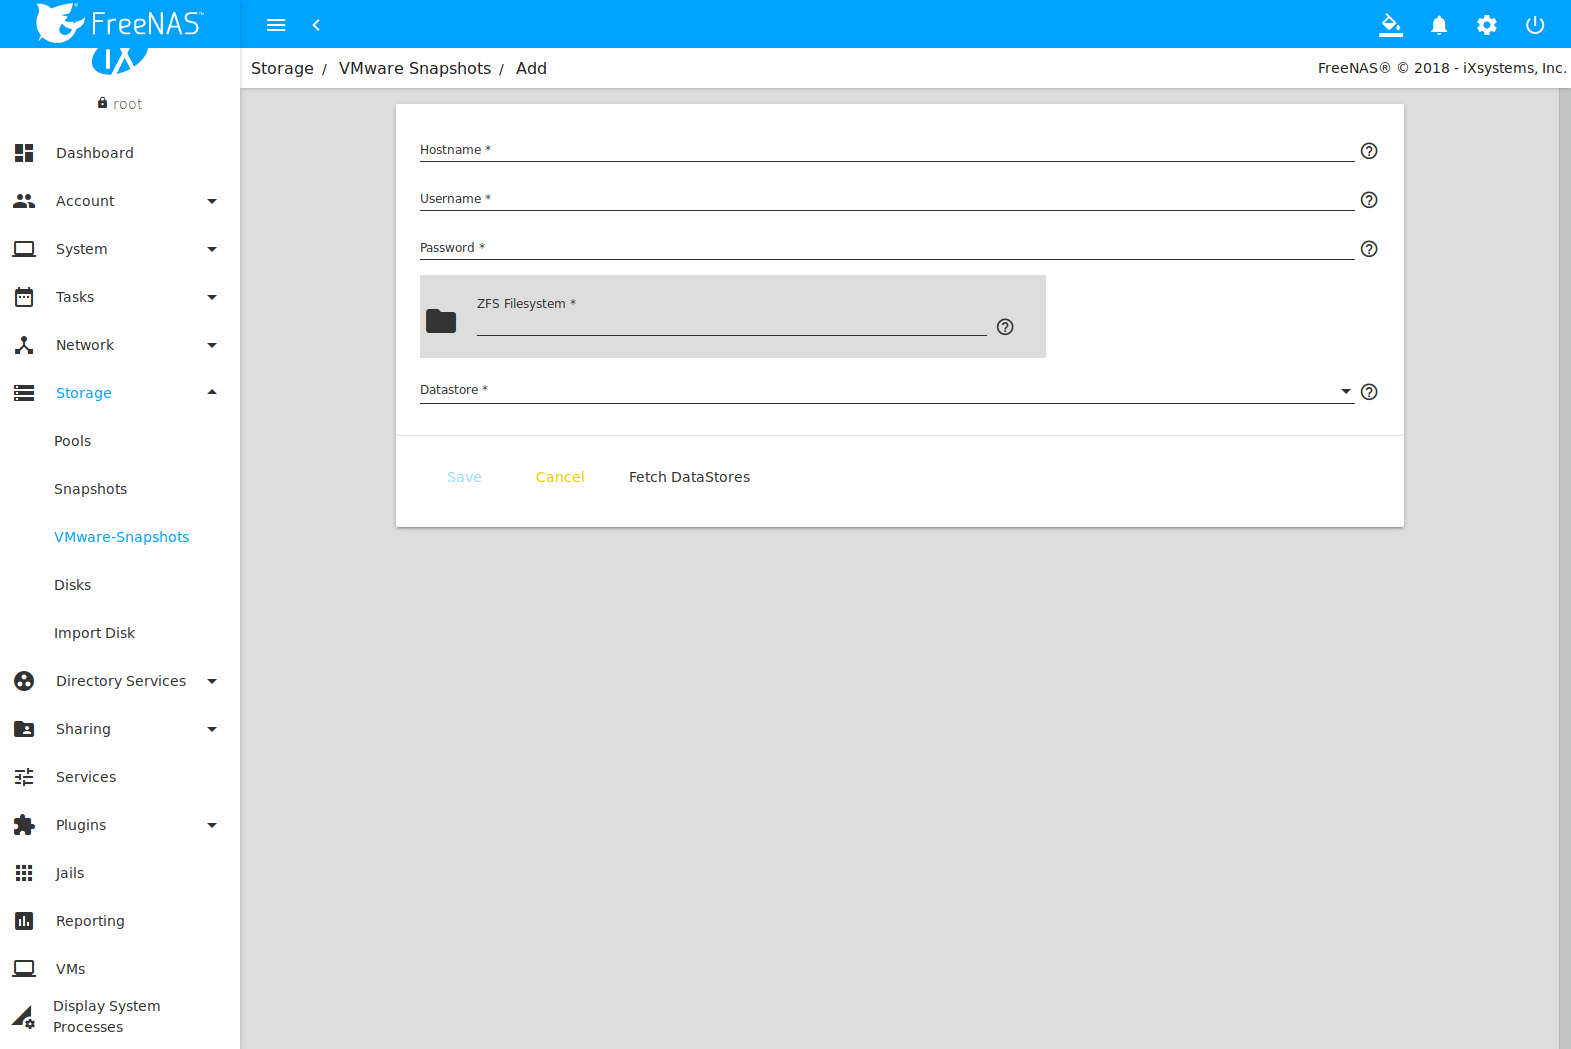 FreeNAS™
iX
root
Dashboard
Account
System
Tasks
Network
Storage
Pools
Snapshots
VMware-Snapshots
Disks
Import Disk
Directory Services
Sharing
Services
Plugins
Jails
Reporting
VMs
Display System
Processes
Storage / VMware Snapshots / Add
FreeNAS® © 2018 - iXsystems, Inc.
Hostname *
Username *
Password *
ZFS Filesystem *
Datastore *
Save Cancel Fetch DataStores